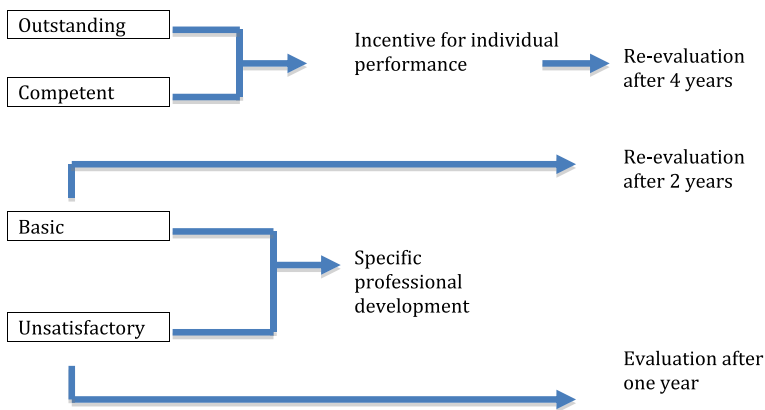 Outstanding
Competent
Incentive for individual
performance
Re-evaluation
after 4 years
Re-evaluation
after 2 years
Basic
Unsatisfactory
Specific
professional
development
Evaluation after
one year